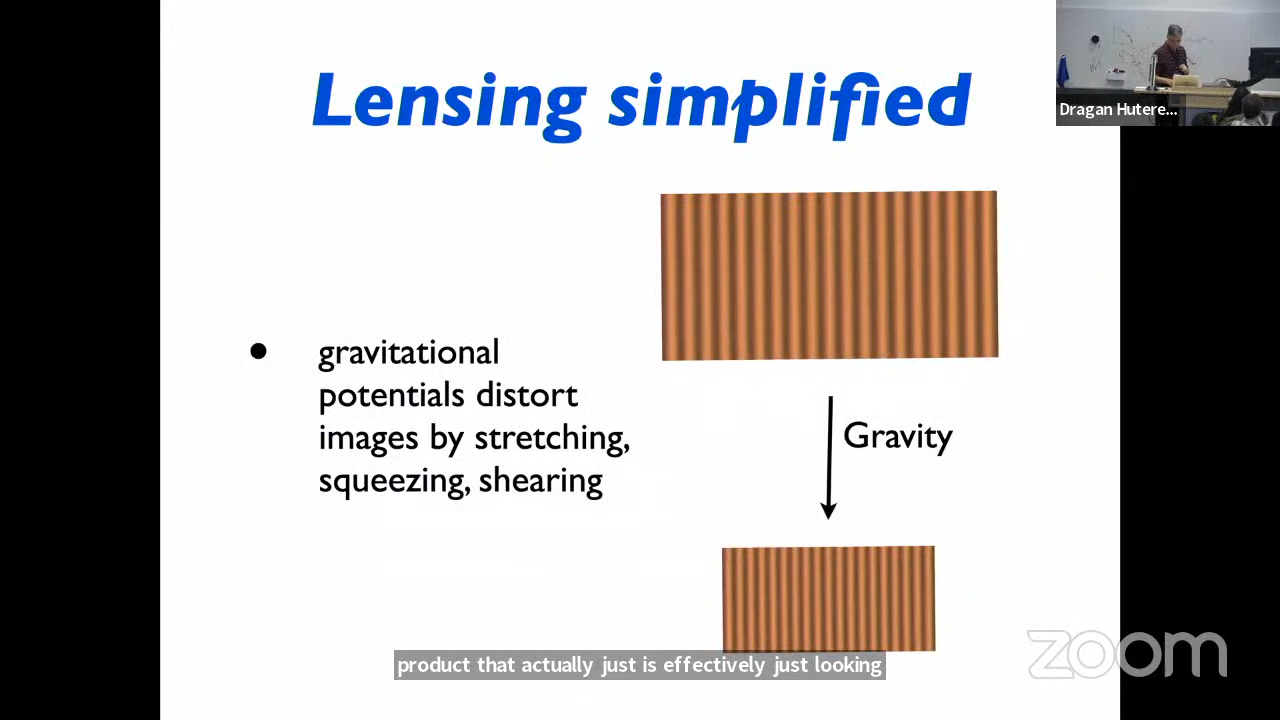 Lensing simplified
Dragan Hutere...
• gravitational
potentials distort
images by stretching,
squeezing, shearing
Gravity
product that actually just is effectively just looking
zoom